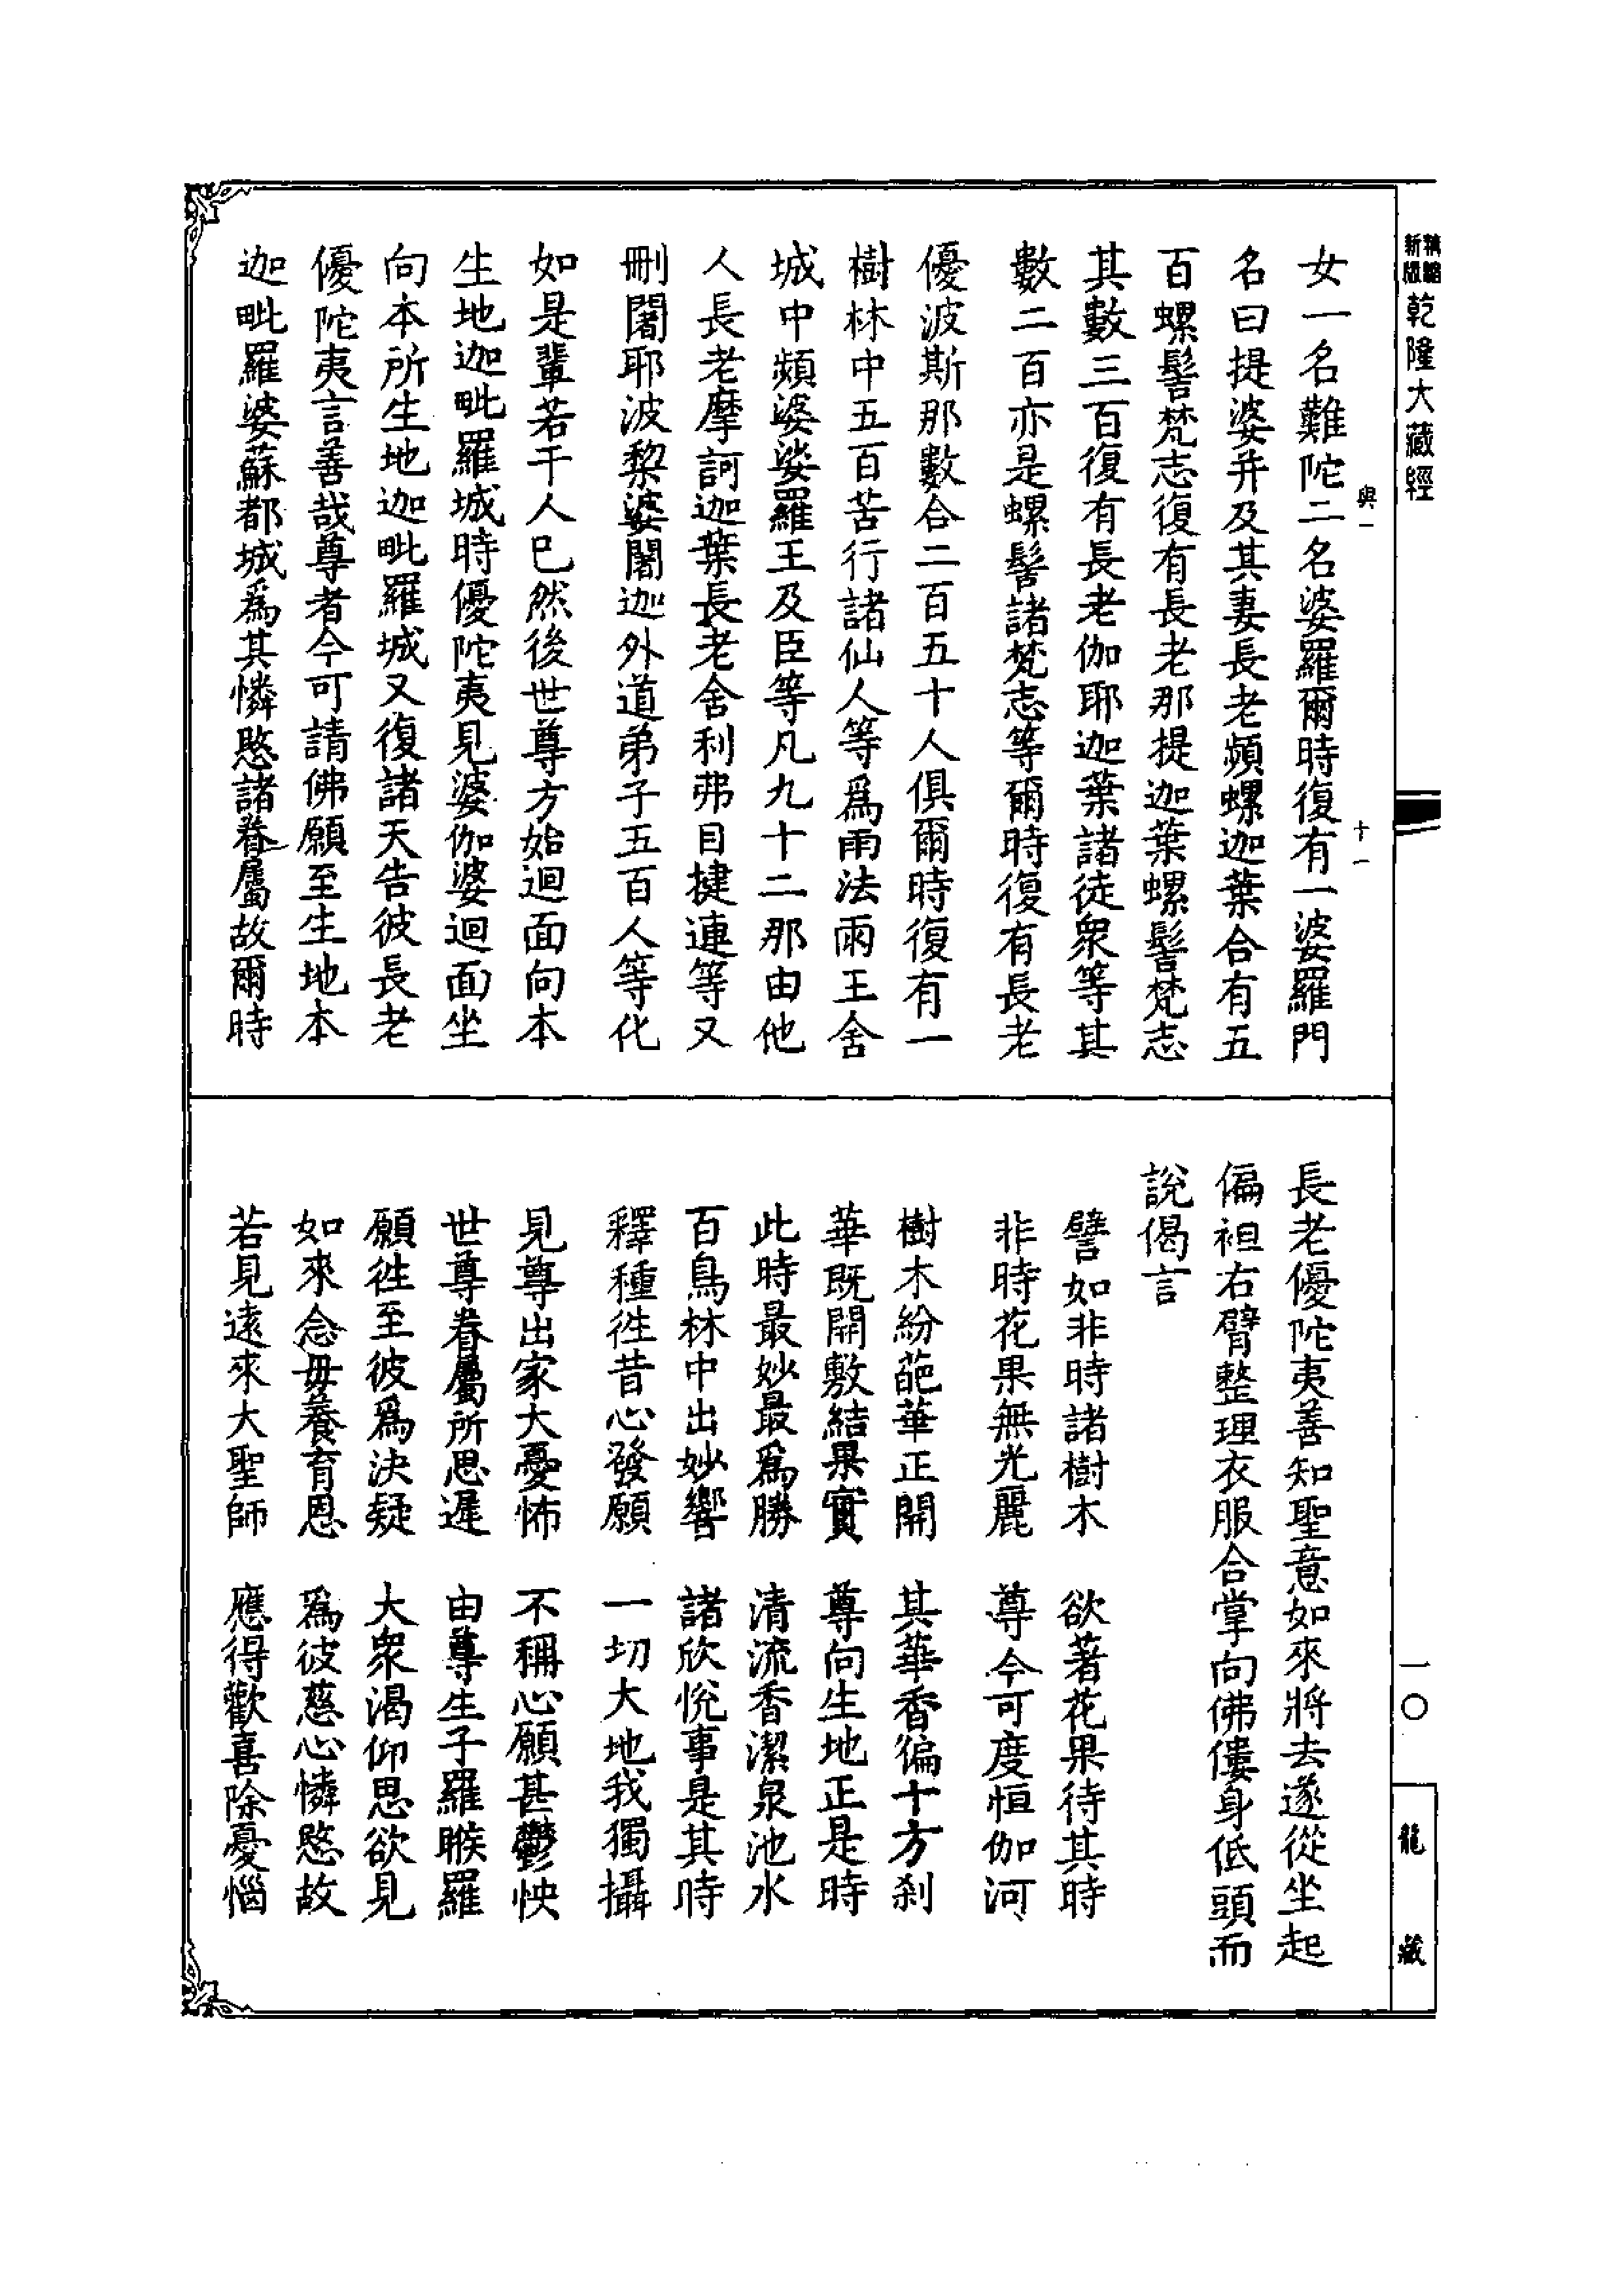 新版
精縮
乾隆大藏經
一〇
龍藏
與一
十一
女一名難陀二名婆羅爾時復有一婆羅門
名曰提婆并及其妻長老頻螺迦葉合有五
百螺髻梵志復有長老那提迦葉螺髻梵志
其數三百復有長老伽耶迦葉諸徒衆等其
數二百亦是螺髻諸梵志等爾時復有長老
優波斯那數合二百五十人俱爾時復有一
樹林中五百苦行諸仙人等爲雨法雨王舍
城中頻婆娑羅王及臣等凡九十二那由他
人長老摩訶迦葉長老舍利弗目揵連等又
刪闍耶波棃婆闍迦外道弟子五百人等化
如是輩若干人已然後世尊方始迴面向本
生地迦毗羅城時優陀夷見婆伽婆迴面坐
向本所生地迦毗羅城又復諸天告彼長老
優陀夷言善哉尊者今可請佛願至生地本
迦毗羅婆蘇都城爲其憐愍諸眷屬故爾時
長老優陀夷善知聖意如來將去遂從坐起
偏袒右臂整理衣服合掌向佛僂身低頭而
說偈言
譬如非時諸樹木　欲著花果待其時
非時花果無光麗　尊今可度恒伽河
樹木紛葩華正開　其華香徧十方刹
華既開敷結果實　尊向生地正是時
此時最妙最爲勝　清流香潔泉池水
百鳥林中出妙響　諸欣悅事是其時
釋種徃昔心發願　一切大地我獨攝
見尊出家大憂怖　不稱心願甚鬱怏
世尊眷屬所思遲　由尊生子羅睺羅
願徃至彼爲決疑　大衆渴仰思欲見
如來念毋養育恩　爲彼慈心憐愍故
若見遠來大聖師　應得歡喜除憂惱